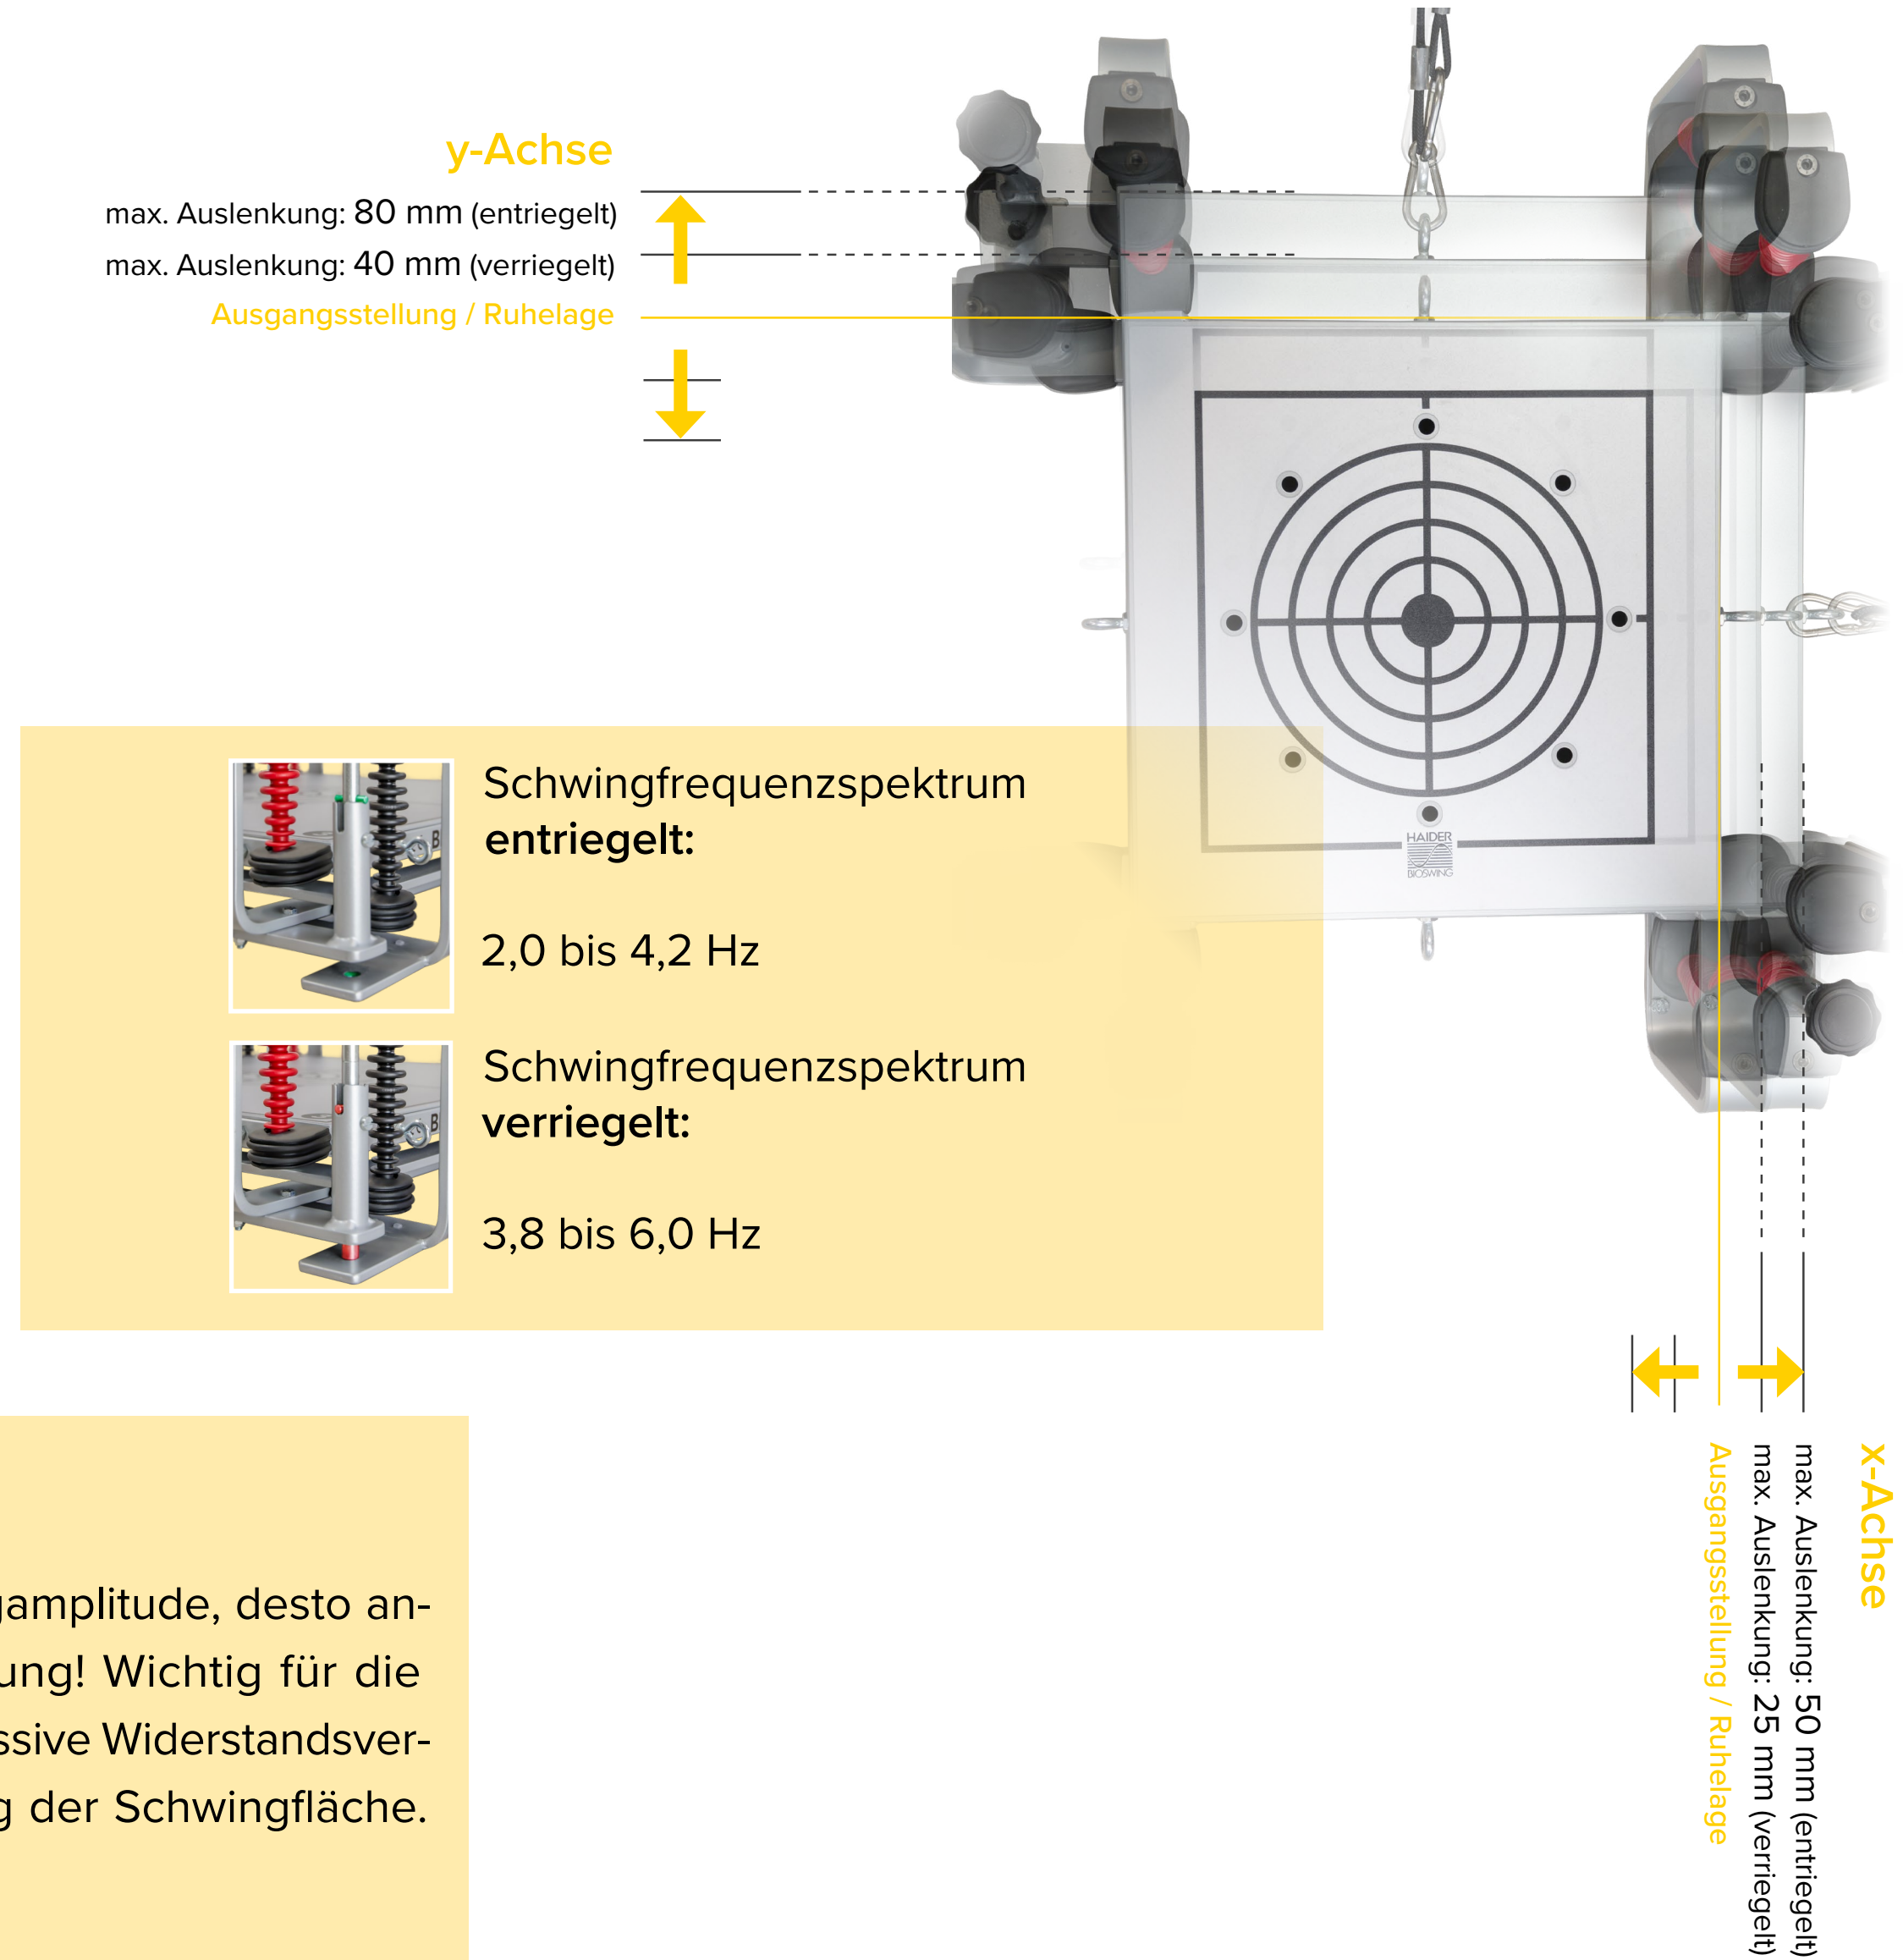 y-Achse
max. Auslenkung: 80 mm (entriegelt)
max. Auslenkung: 40 mm (verriegelt)
Ausgangsstellung / Ruhelage
HAIDER
BIOSWING
Schwingfrequenzspektrum
entriegelt:
2,0 bis 4,2 Hz
B
Schwingfrequenzspektrum
verriegelt:
3,8 bis 6,0 Hz
B
x-Achse
max. Auslenkung: 50 mm (entriegelt)
max. Auslenkung: 25 mm (verriegelt)
Ausgangsstellung / Ruhelage
gamplitude, desto an-
ung! Wichtig für die
ssive Widerstandsver-
g der Schwingfläche.